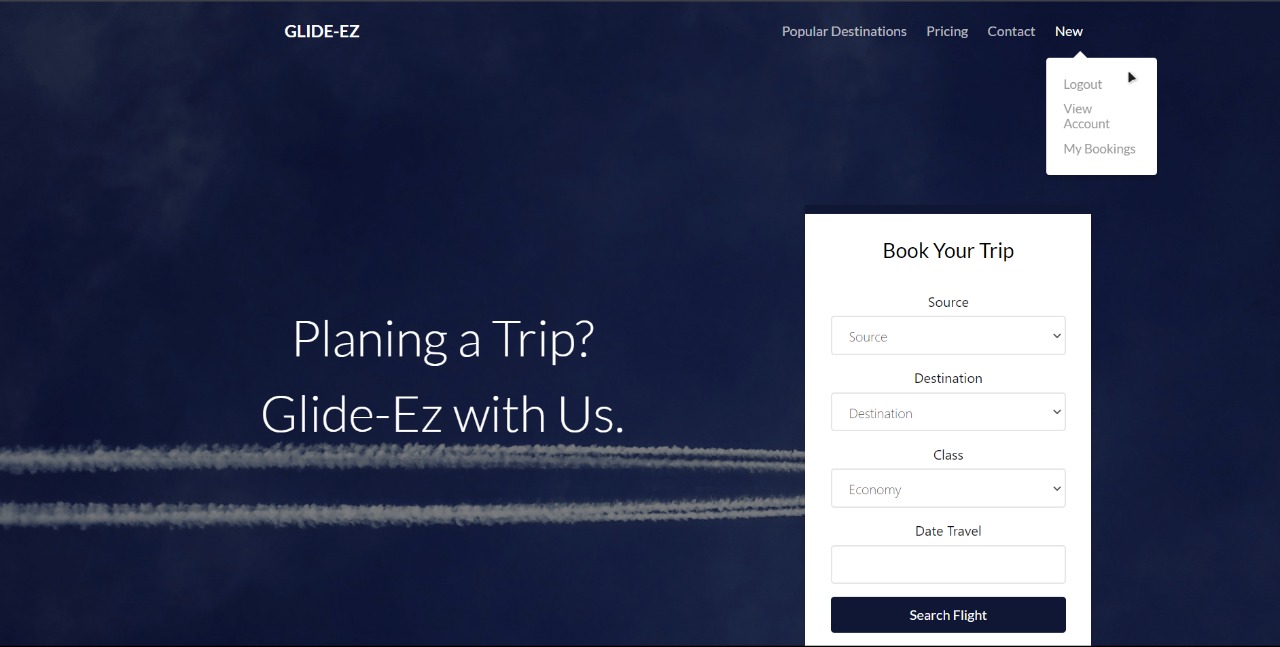 GLIDE-EZ
Popular Destinations
Pricing
Contact
New
Logout
View
Account
My Bookings
Planing a Trip?
Glide-Ez with Us.
Book Your Trip
Source
Source
Destination
Destination
Class
Economy
Date Travel
Search Flight